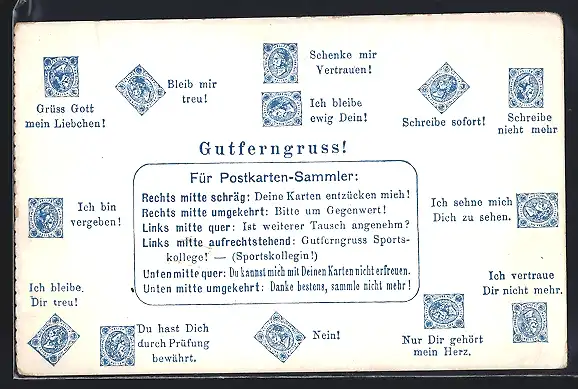 Grüss Gott
mein Liebchen!
Bleib mir
treu!
Schenke mir
Vertrauen!
Ich bleibe
ewig Dein!
Schreibe sofort!
Schreibe
nicht mehr
Gutferngruss!
Für Postkarten-Sammler:
Rechts mitte schräg: Deine Karten entzücken mich!
Rechts mitte umgekehrt: Bitte um Gegenwert!
Links mitte quer: Ist weiterer Tausch angenehm?
Links mitte aufrechtstehend: Gutferngruss Sports-
kollege! — (Sportskollegin!)
Unten mitte quer: Du kannst mich mit Deinen Karten nicht erfreuen.
Unten mitte umgekehrt: Danke bestens, sammle nicht mehr!
Ich bin
vergeben!
Ich sehne mich
Dich zu sehen.
Ich bleibe
Dir treu!
Du hast Dich
durch Prüfung
bewährt.
Nein!
Nur Dir gehört
mein Herz.
Ich vertraue
Dir nicht mehr.